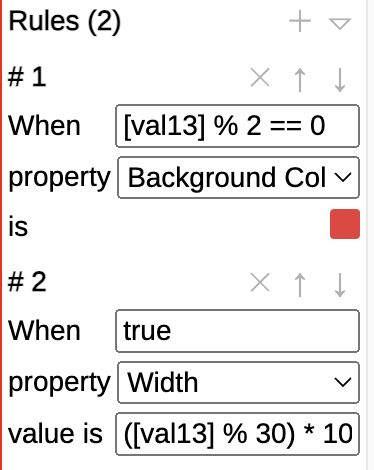 Rules (2)
# 1
When [val13] % 2 == 0
property Background Col
is
# 2
When true
property Width
value is ([val13] % 30) * 10